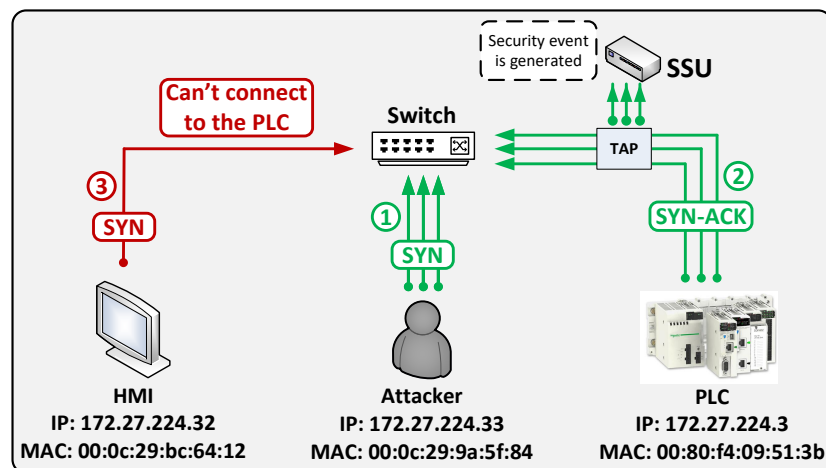 Security event
is generated
SSU
Can't connect
to the PLC
Switch
TAP
3
1
2
SYN
SYN
SYN-ACK
HMI
IP: 172.27.224.32
MAC: 00:0c:29:bc:64:12
Attacker
IP: 172.27.224.33
MAC: 00:0c:29:9a:5f:84
PLC
IP: 172.27.224.3
MAC: 00:80:f4:09:51:3b